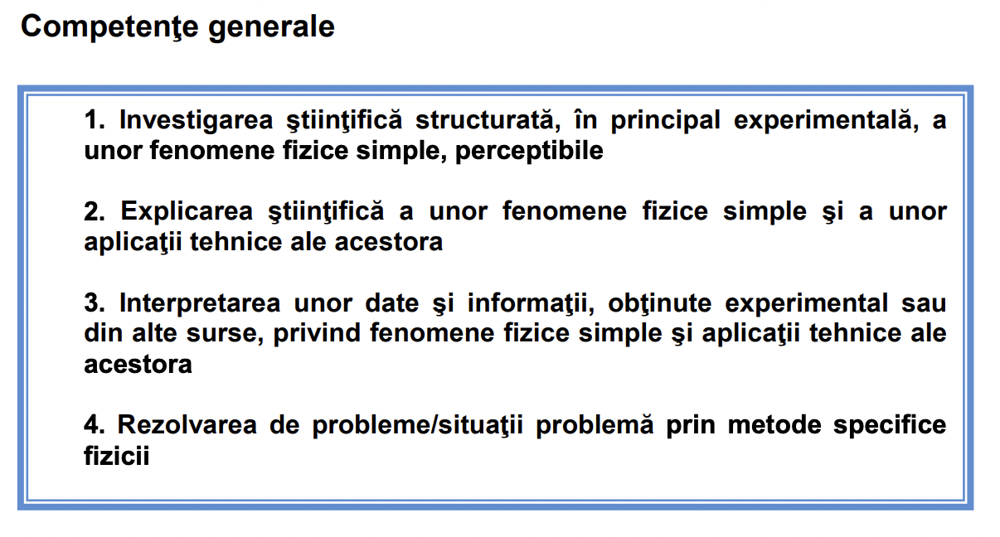 Competenţe generale
1. Investigarea ştiinţifică structurată, în principal experimentală, a
unor fenomene fizice simple, perceptibile
2. Explicarea ştiinţifică a unor fenomene fizice simple şi a unor
aplicaţii tehnice ale acestora
3. Interpretarea unor date şi informaţii, obţinute experimental sau
din alte surse, privind fenomene fizice simple şi aplicaţii tehnice ale
acestora
4. Rezolvarea de probleme/situaţii problemă prin metode specifice
fizicii